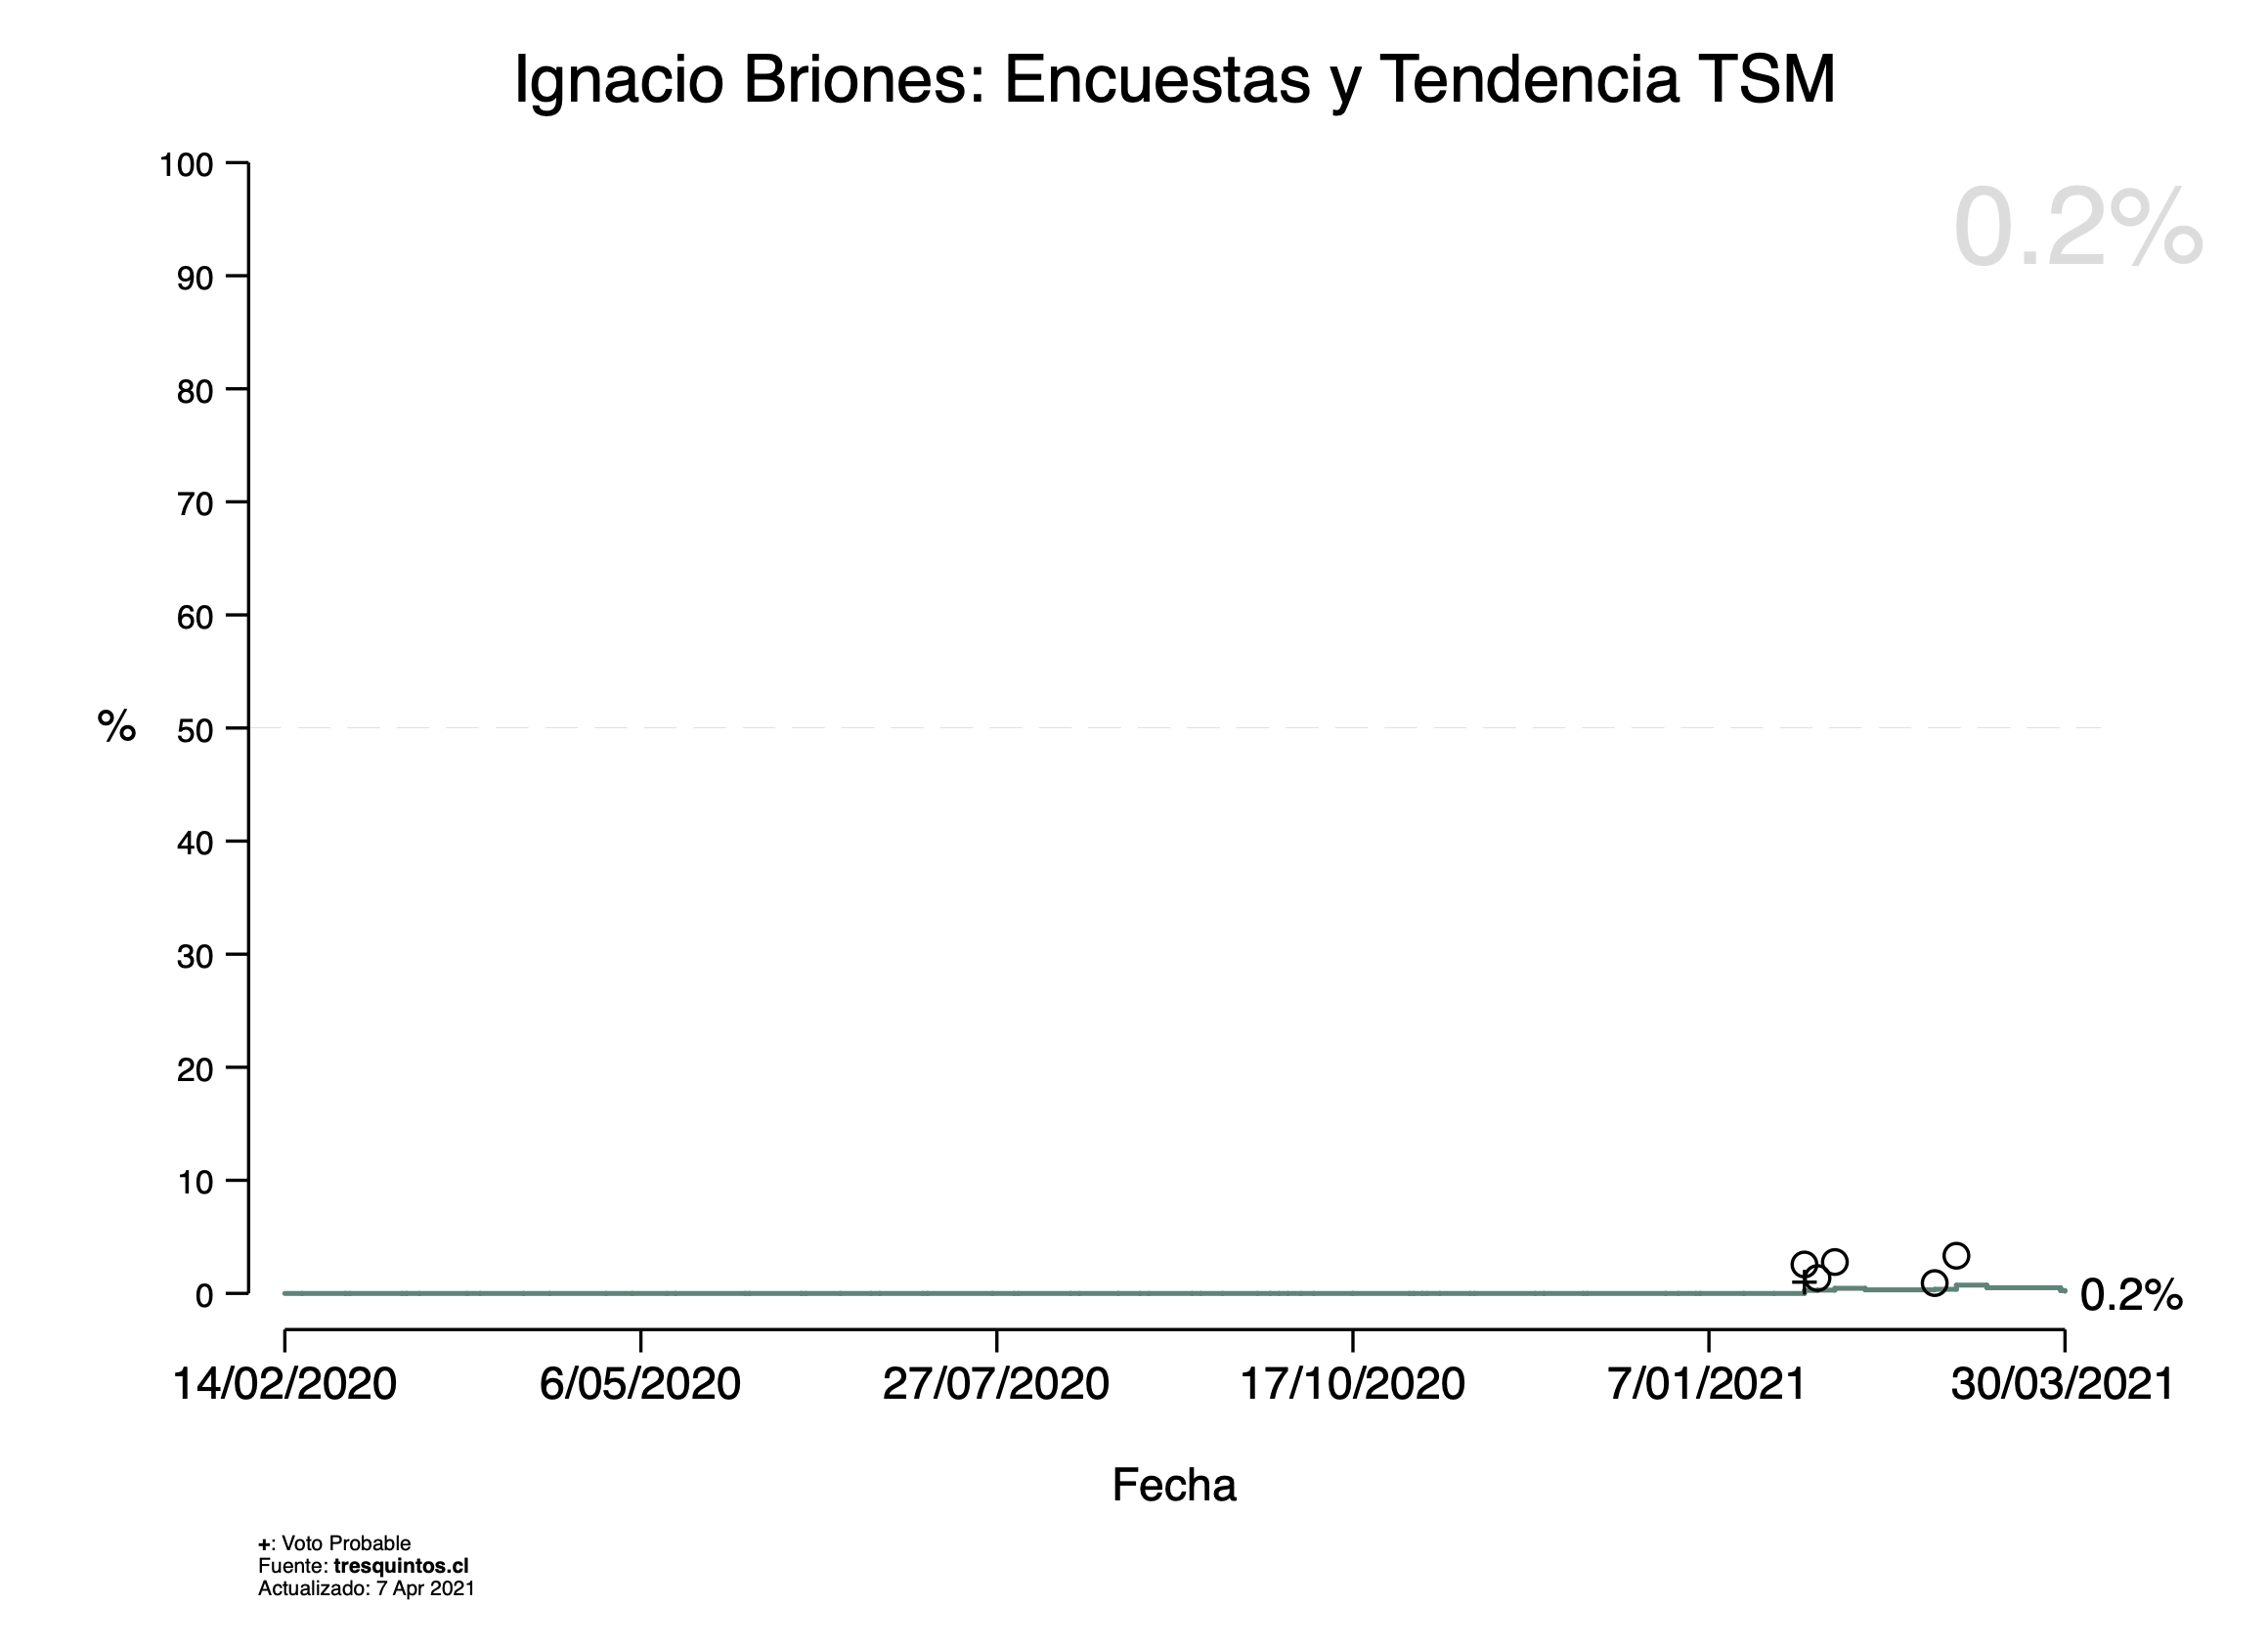 Ignacio Briones: Encuestas y Tendencia TSM
0.2%
100
90
80
70
60
% 50
40
30
20
10
0
0.2%
14/02/2020 6/05/2020 27/07/2020 17/10/2020 7/01/2021 30/03/2021
Fecha
+: Voto Probable
Fuente: tresquintos.cl
Actualizado: 7 Apr 2021